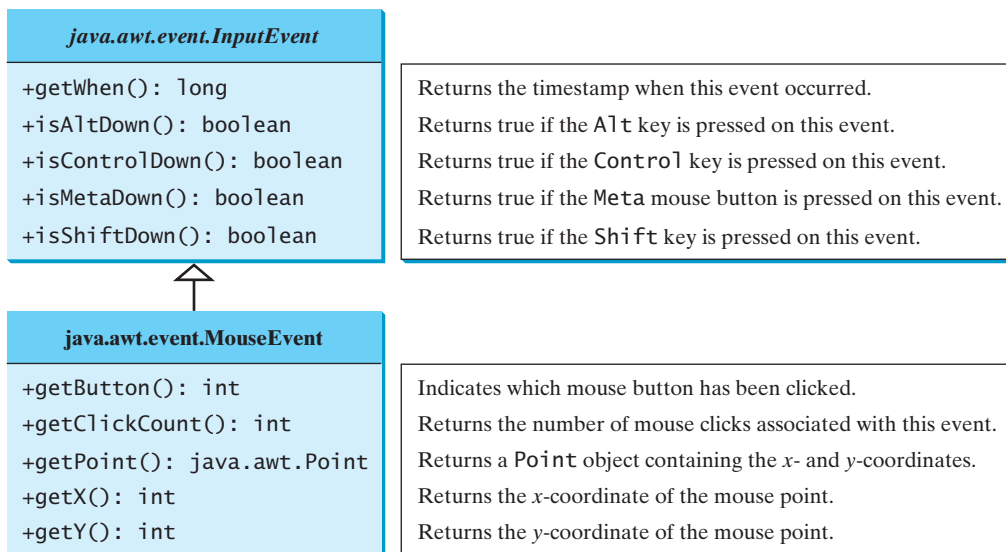 java.awt.event.InputEvent
+getWhen(): long
Returns the timestamp when this event occurred.
+isAltDown(): boolean
Returns true if the Alt key is pressed on this event.
+isControlDown(): boolean
Returns true if the Control key is pressed on this event.
+isMetaDown(): boolean
Returns true if the Meta mouse button is pressed on this event.
+isShiftDown(): boolean
Returns true if the Shift key is pressed on this event.
java.awt.event.MouseEvent
+getButton(): int
Indicates which mouse button has been clicked.
+getClickCount(): int
Returns the number of mouse clicks associated with this event.
+getPoint(): java.awt.Point
Returns a Point object containing the x- and y-coordinates.
+getX(): int
Returns the x-coordinate of the mouse point.
+getY(): int
Returns the y-coordinate of the mouse point.